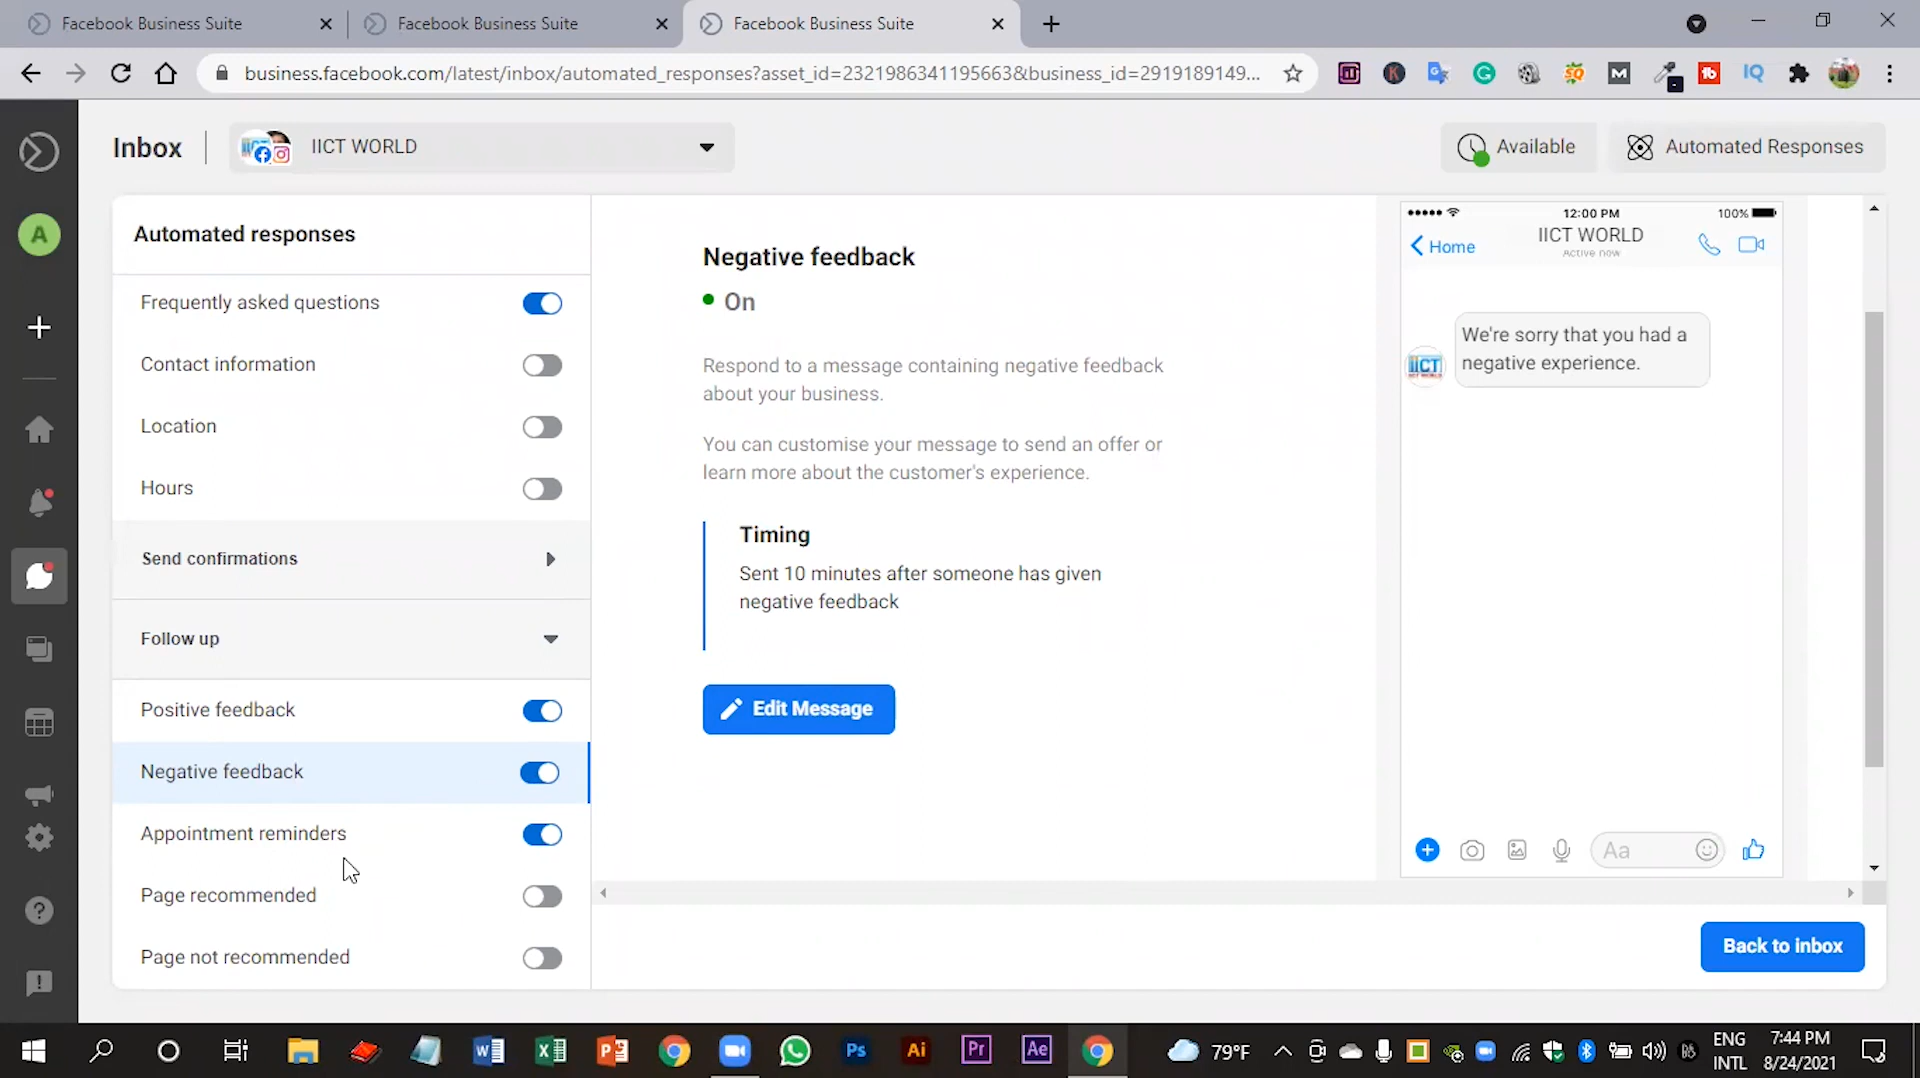 Facebook Business Suite
Facebook Business Suite
Facebook Business Suite
business.facebook.com/latest/inbox/automated_responses?asset_id=2321986341195663&business_id=2919189149...
Inbox
IICT WORLD
Available
Automated Responses
A
Automated responses
Frequently asked questions
Contact information
Location
Hours
Send confirmations
Follow up
Positive feedback
Negative feedback
Appointment reminders
Page recommended
Page not recommended
Negative feedback
On
Respond to a message containing negative feedback
about your business.
You can customise your message to send an offer or
learn more about the customer's experience.
Timing
Sent 10 minutes after someone has given
negative feedback
Edit Message
12:00 PM
100%
Home
IICT WORLD
Active now
We're sorry that you had a
negative experience.
IICT
Aa
Back to inbox
79°F
ENG
INTL
7:44 PM
8/24/2021